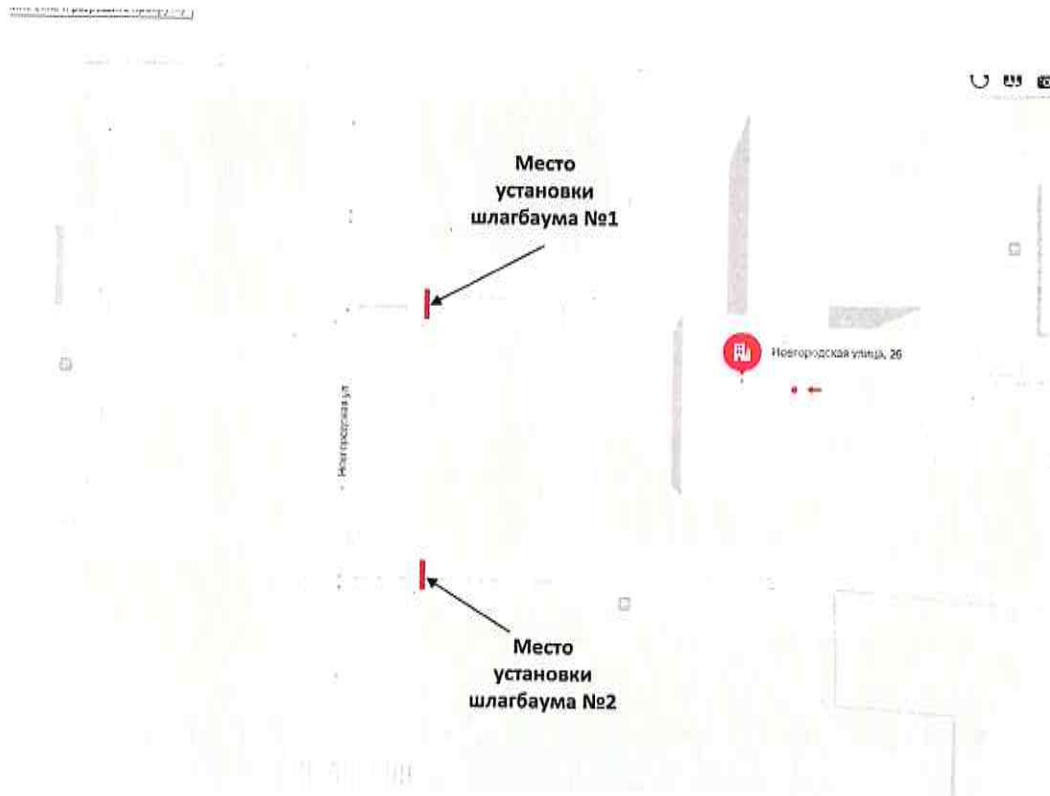 Место
установки
шлагбаума №1
Новгородская улица, 26
Новгородская ул
Место
установки
шлагбаума №2